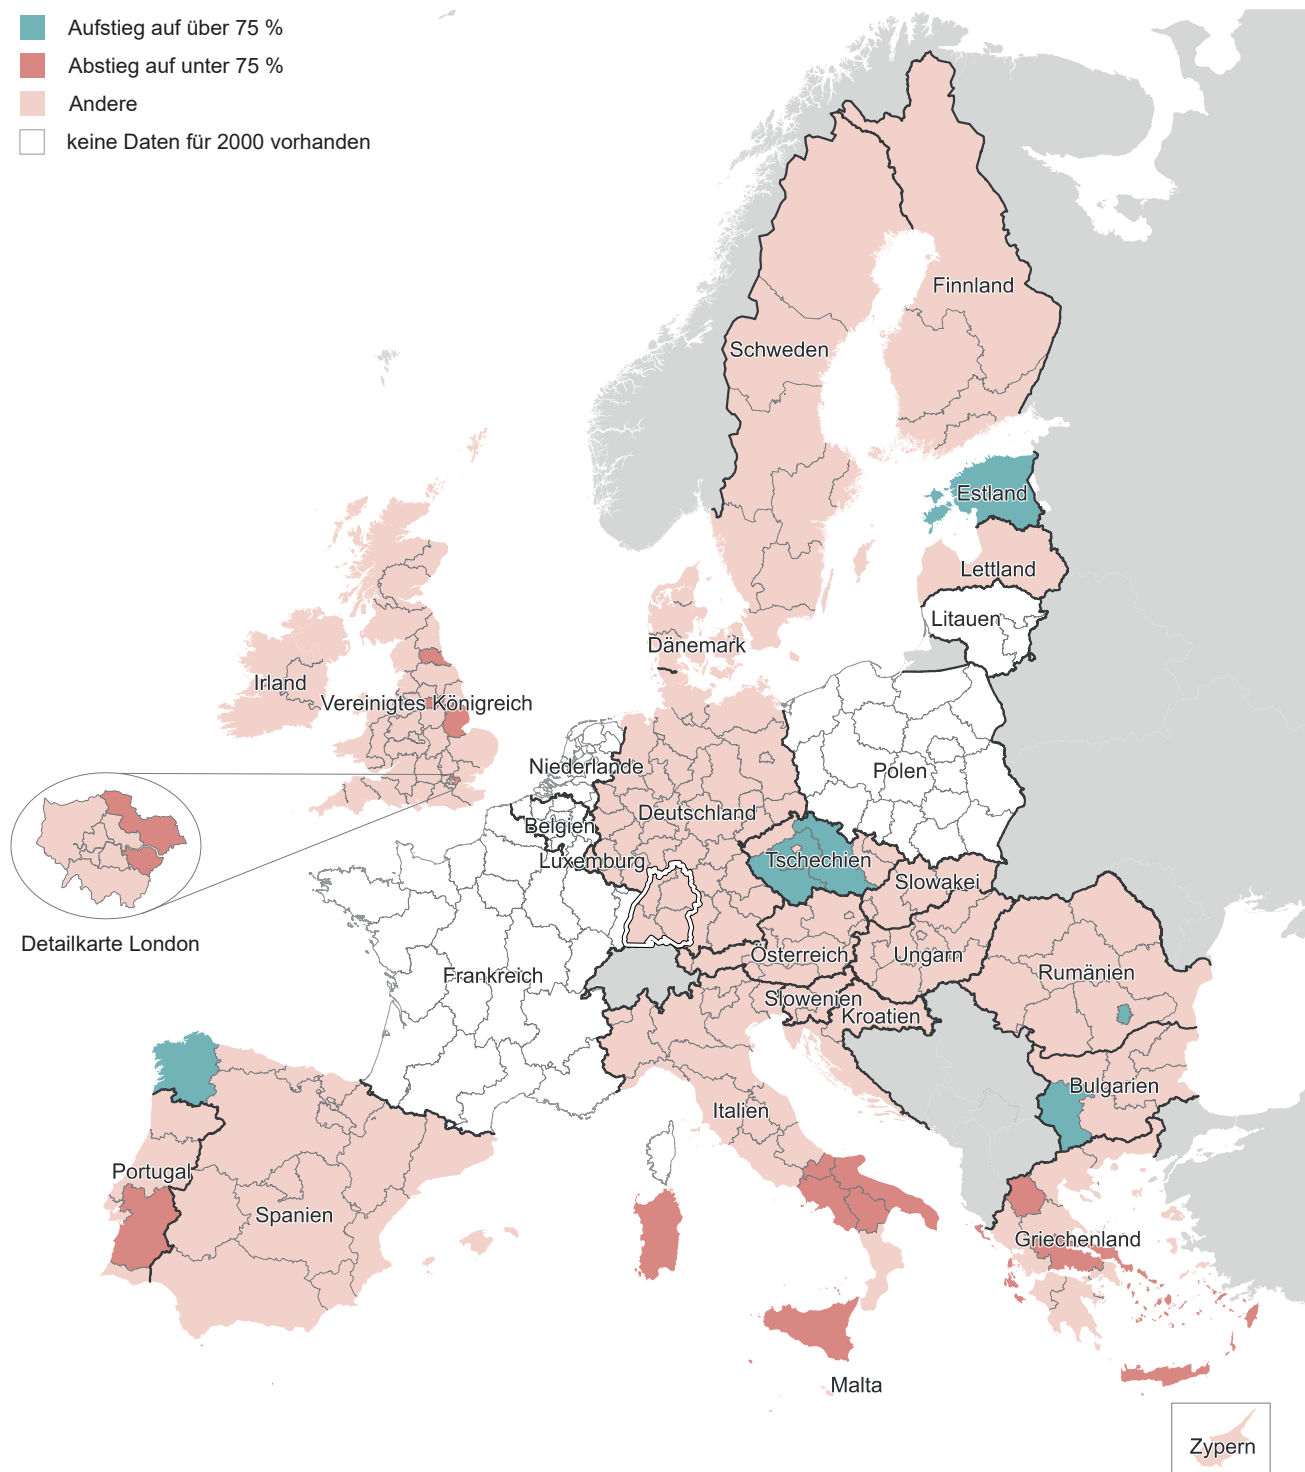 Aufstieg auf über 75 %
Abstieg auf unter 75 %
Andere
keine Daten für 2000 vorhanden
Finnland
Schweden
Estland
Lettland
Litauen
Dänemark
Irland
Vereinigtes Königreich
Niederlande
Polen
Deutschland
Belgien
Luxemburg
Tschechien
Slowakei
Detailkarte London
Österreich
Ungarn
Frankreich
Rumänien
Slowenien
Kroatien
Bulgarien
Italien
Portugal
Spanien
Griechenland
Malta
Zypern